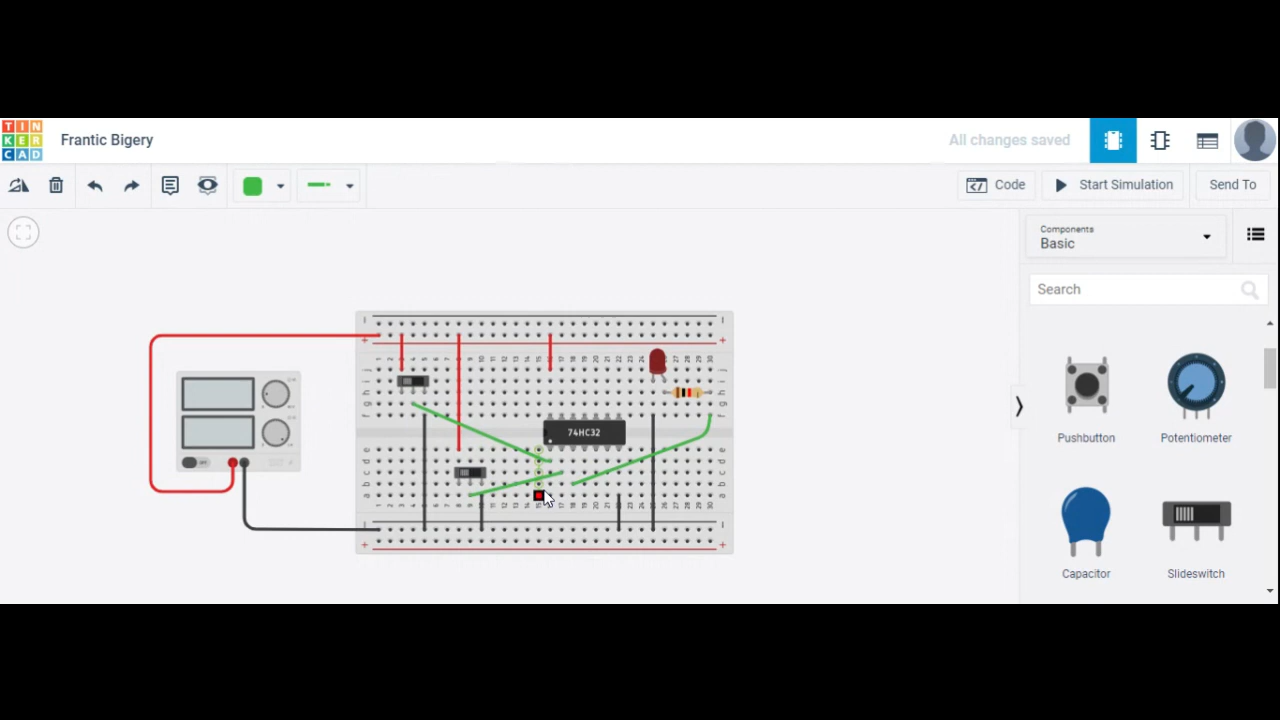 TIN
KER
CAD
Frantic Bigery
All changes saved
Code
Start Simulation
Send To
Components
Basic
Search
74HC32
Pushbutton
Potentiometer
Capacitor
Slideswitch